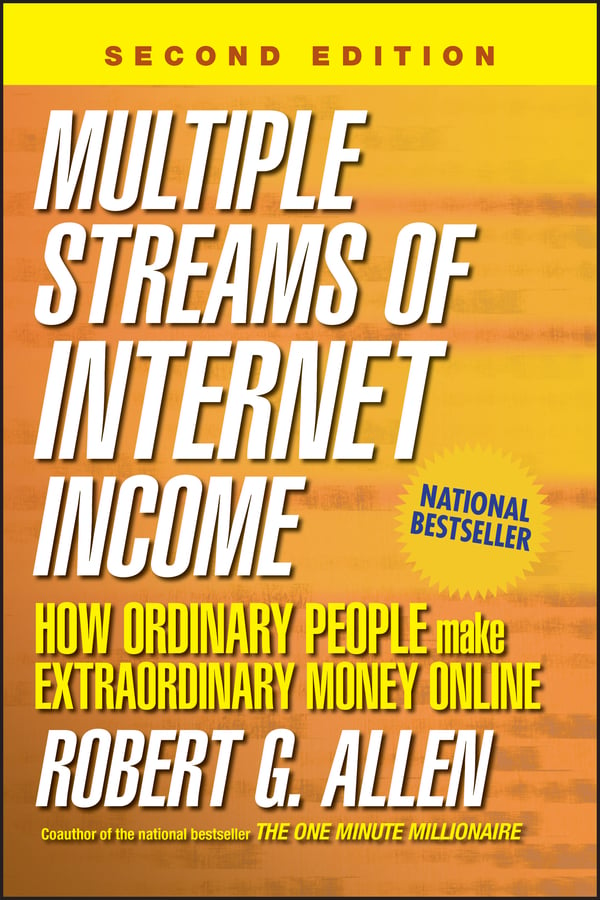 SECOND EDITION
MULTIPLE
STREAMS OF
INTERNET
INCOME
NATIONAL
BESTSELLER
HOW ORDINARY PEOPLE make
EXTRAORDINARY MONEY ONLINE
ROBERT G. ALLEN
Coauthor of the national bestseller THE ONE MINUTE MILLIONAIRE